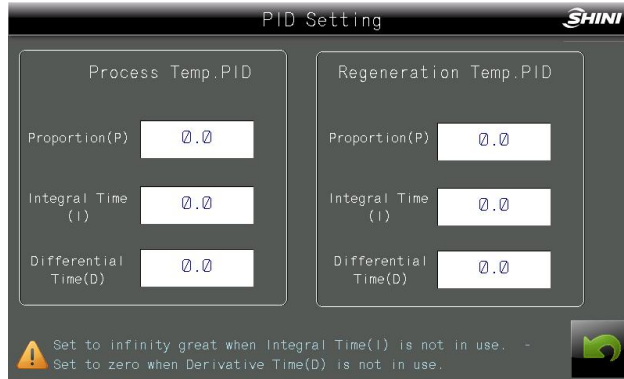 PID Setting
SHINI
Process Temp.PID
Proportion(P)
0.0
Integral Time
(I)
0.0
Differential
Time(D)
0.0
Regeneration Temp.PID
Proportion(P)
0.0
Integral Time
(I)
0.0
Differential
Time(D)
0.0
Set to infinity great when Integral Time(I) is not in use. -
Set to zero when Derivative Time(D) is not in use.